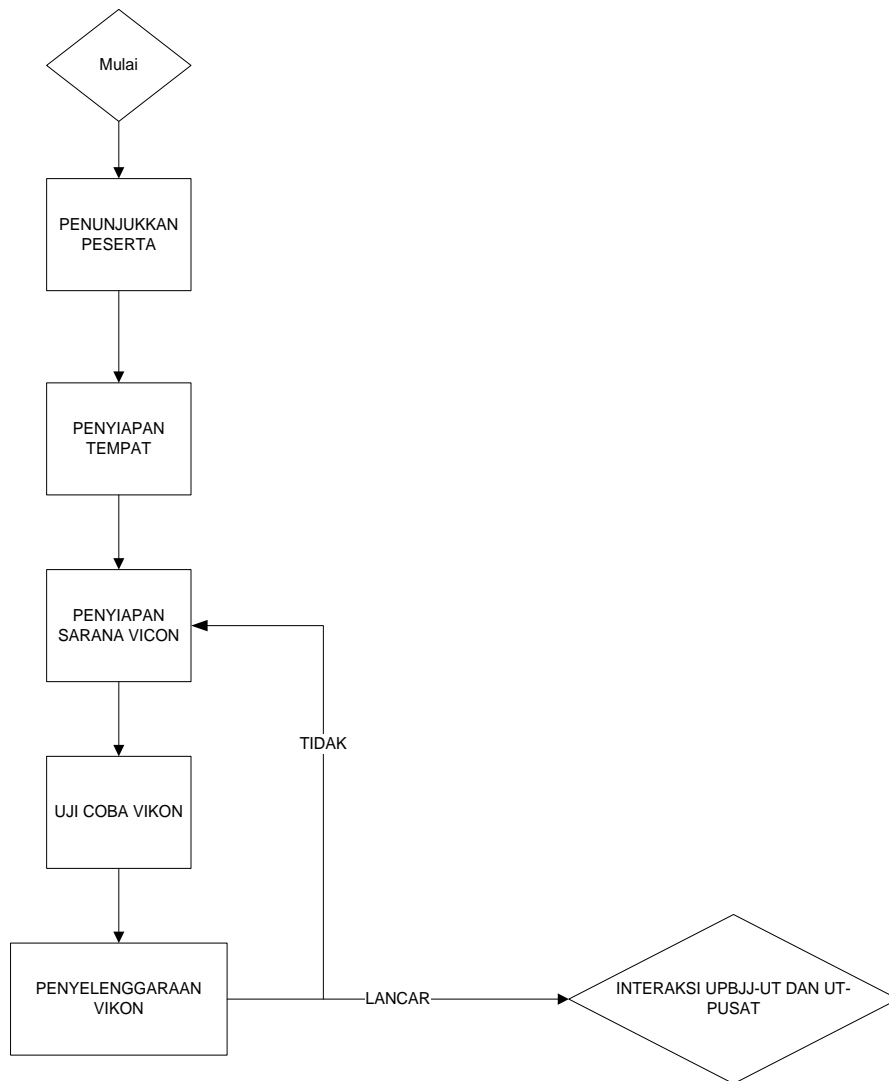 Mulai
PENUNJUKKAN
PESERTA
PENYIAPAN
TEMPAT
PENYIAPAN
SARANA VICON
TIDAK
UJI COBA VIKON
PENYELENGGARAAN
VIKON
LANCAR
INTERAKSI UPBJJ-UT DAN UT-
PUSAT